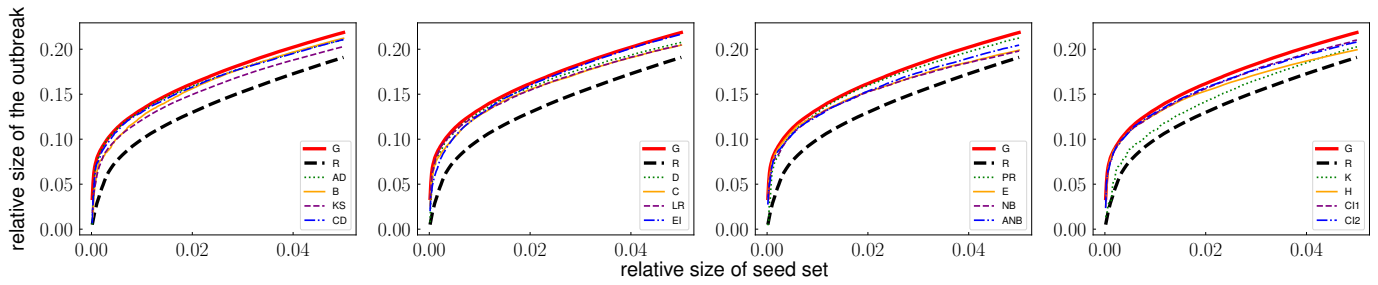 relative size of the outbreak
0.20
0.15
0.10
0.05
0.00
0.00 0.02 0.04
G
R
AD
B
KS
CD
0.20
0.15
0.10
0.05
0.00
0.00 0.02 0.04
G
R
D
C
LR
EI
0.20
0.15
0.10
0.05
0.00
0.00 0.02 0.04
G
R
PR
E
NB
ANB
0.20
0.15
0.10
0.05
0.00
0.00 0.02 0.04
G
R
K
H
CI1
CI2
relative size of seed set